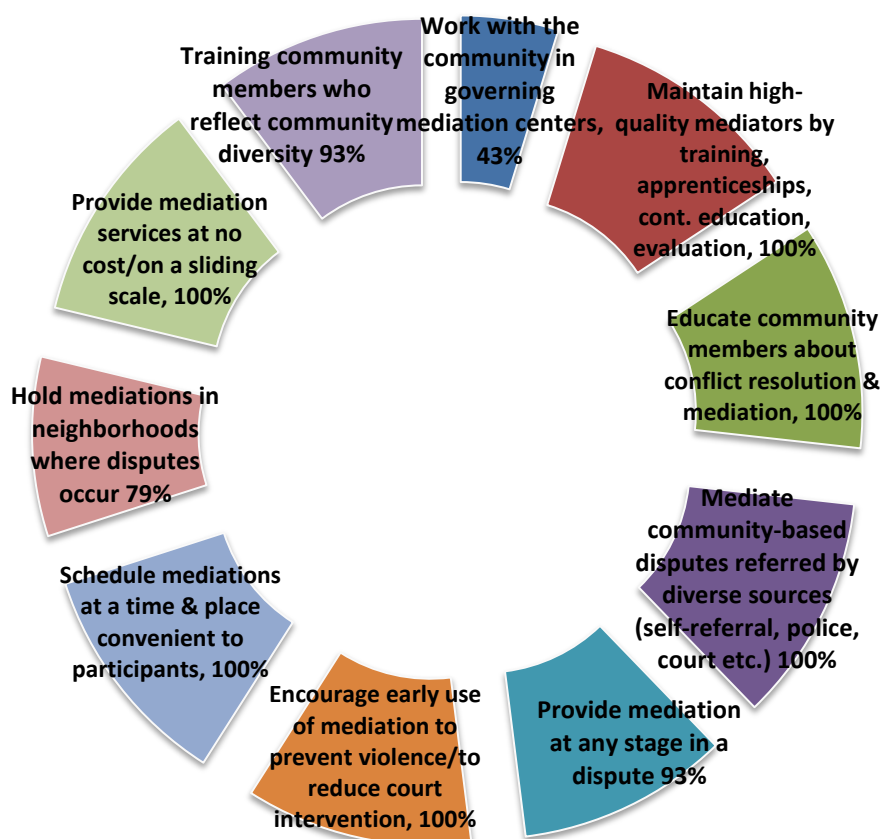 Work with the
community in
governing
mediation centers,
43%
Maintain high-
quality mediators by
training,
apprenticeships,
cont. education,
evaluation, 100%
Educate community
members about
conflict resolution &
mediation, 100%
Mediate
community-based
disputes referred by
diverse sources
(self-referral, police,
court etc.) 100%
Provide mediation
at any stage in a
dispute 93%
Encourage early use
of mediation to
prevent violence/to
reduce court
intervention, 100%
Schedule mediations
at a time & place
convenient to
participants, 100%
Hold mediations in
neighborhoods
where disputes
occur 79%
Provide mediation
services at no
cost/on a sliding
scale, 100%
Training community
members who
reflect community
diversity 93%